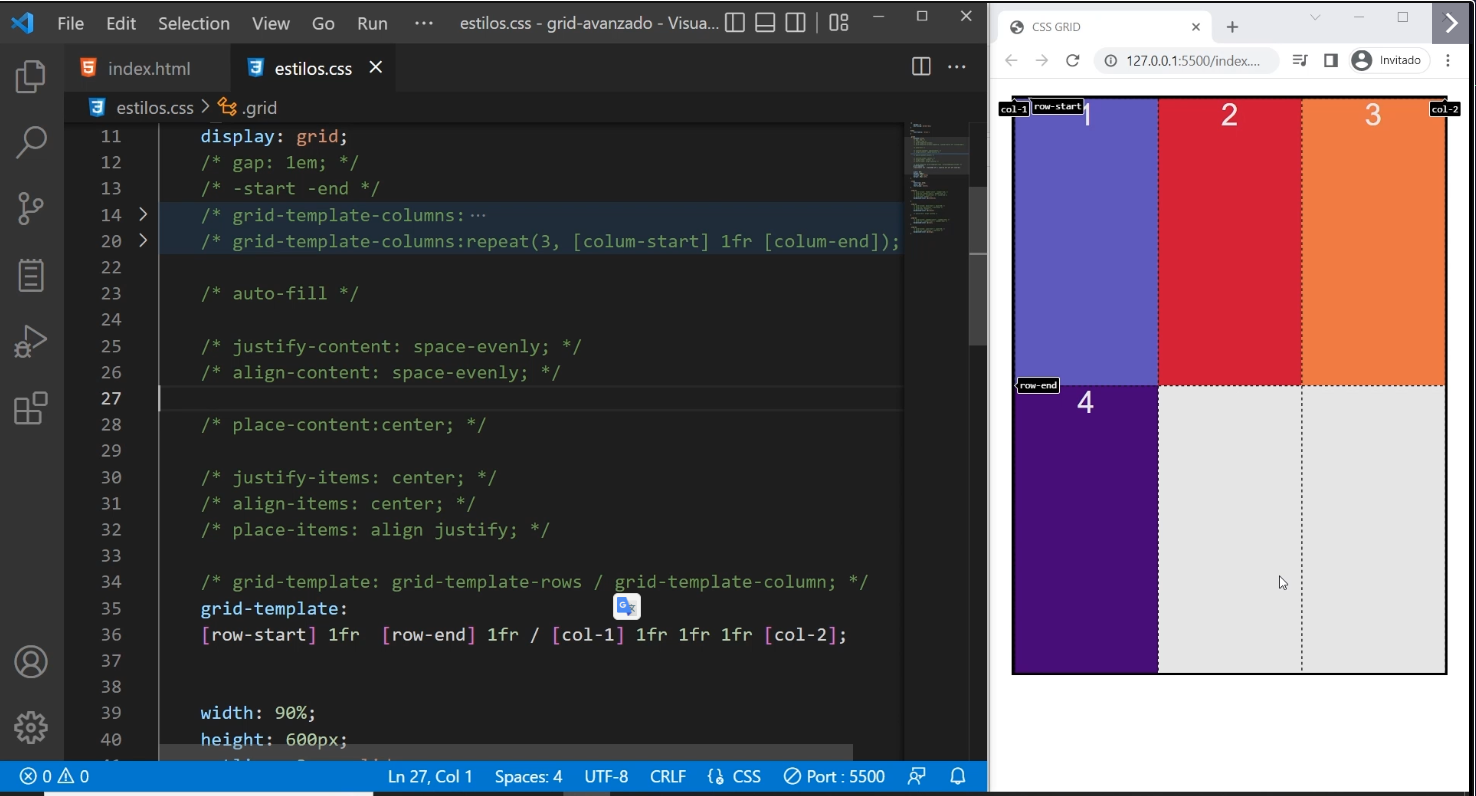 File Edit Selection View Go Run ··· estilos.css - grid-avanzado - Visua...
index.html estilos.css
estilos.css > .grid
11 display: grid;
12 /* gap: 1em; */
13 /* -start -end */
14 /* grid-template-columns: ···
20 /* grid-template-columns:repeat(3, [colum-start] 1fr [colum-end]);
22
23 /* auto-fill */
24
25 /* justify-content: space-evenly; */
26 /* align-content: space-evenly; */
27
28 /* place-content:center; */
29
30 /* justify-items: center; */
31 /* align-items: center; */
32 /* place-items: align justify; */
33
34 /* grid-template: grid-template-rows / grid-template-column; */
35 grid-template:
36 [row-start] 1fr  [row-end] 1fr / [col-1] 1fr 1fr 1fr [col-2];
37
38
39 width: 90%;
40 height: 600px;
0 0 Ln 27, Col 1 Spaces: 4 UTF-8 CRLF CSS Port : 5500
CSS GRID
127.0.0.1:5500/index.... Invitado
col-1 row-start 1 2 3 col-2
row-end
4